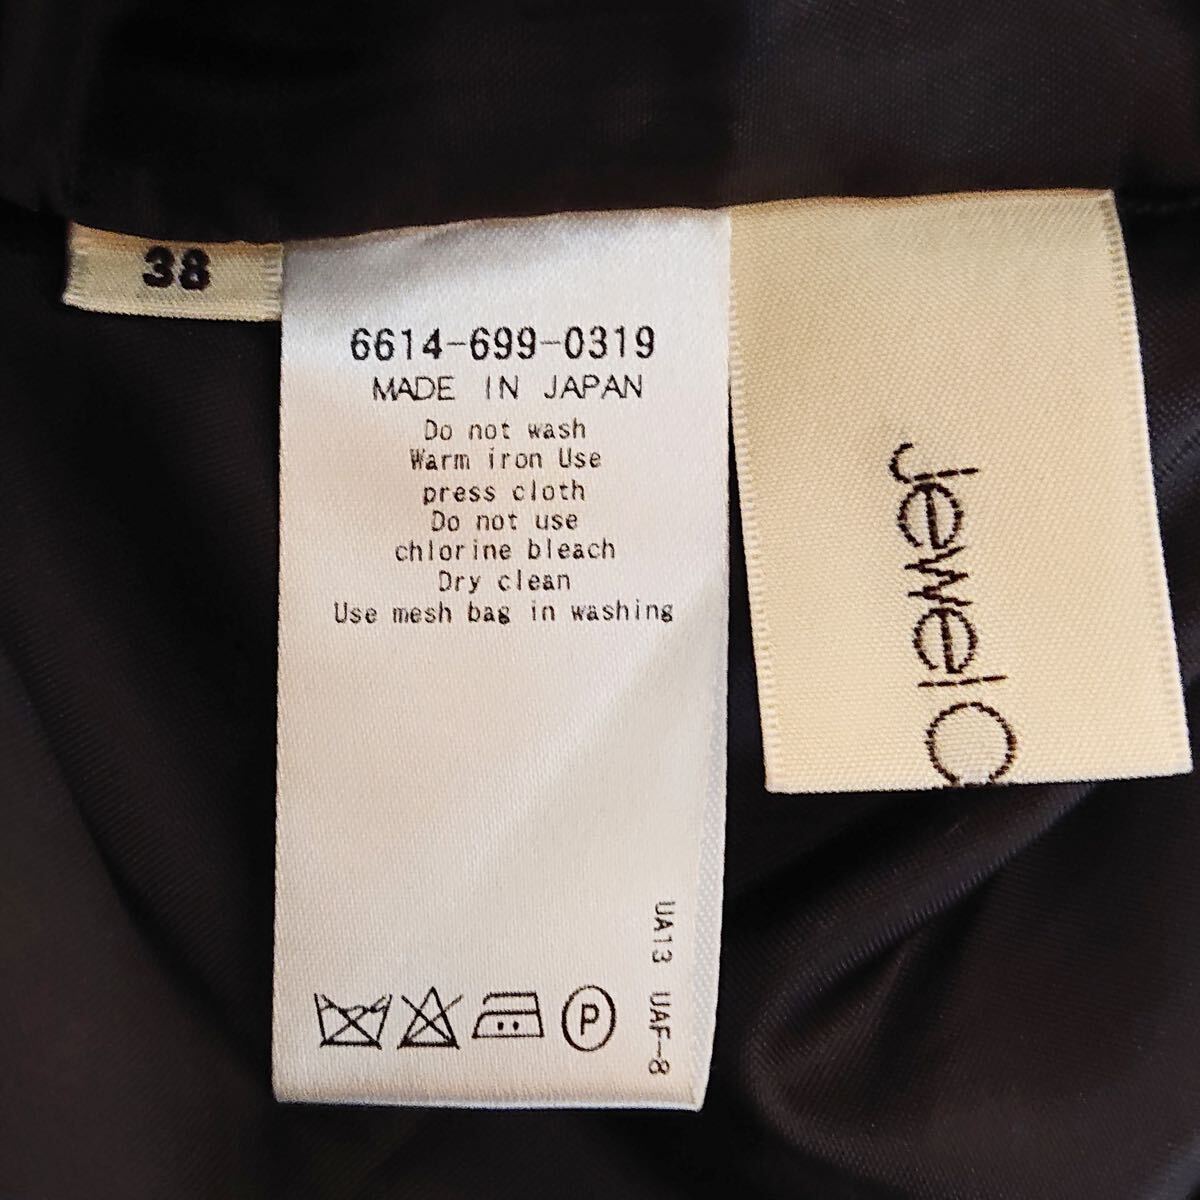 38
6614-699-0319
MADE IN JAPAN
Do not wash
Warm iron Use
press cloth
Do not use
chlorine bleach
Dry clean
Use mesh bag in washing
UA13 UAF-8
P
Jewel C